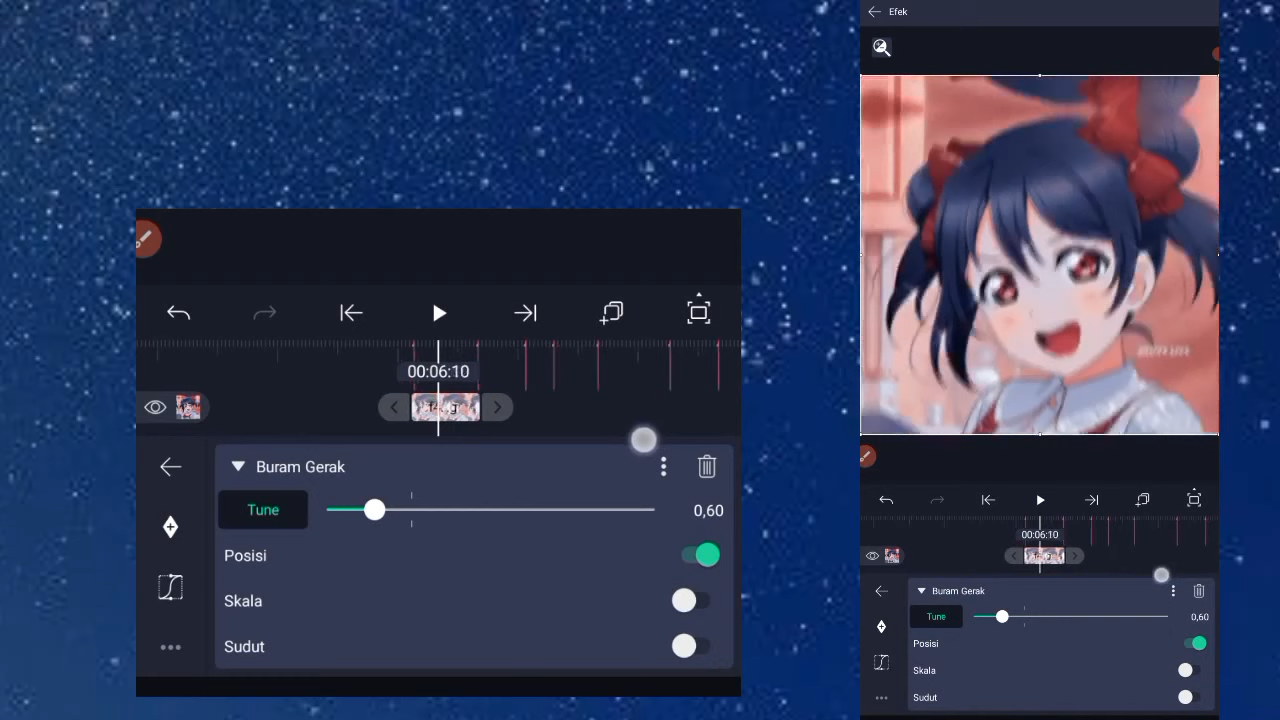 00:06:10
Buram Gerak
Tune
0,60
Posisi
Skala
Sudut
Efek
00:06:10
Buram Gerak
Tune
0,60
Posisi
Skala
Sudut